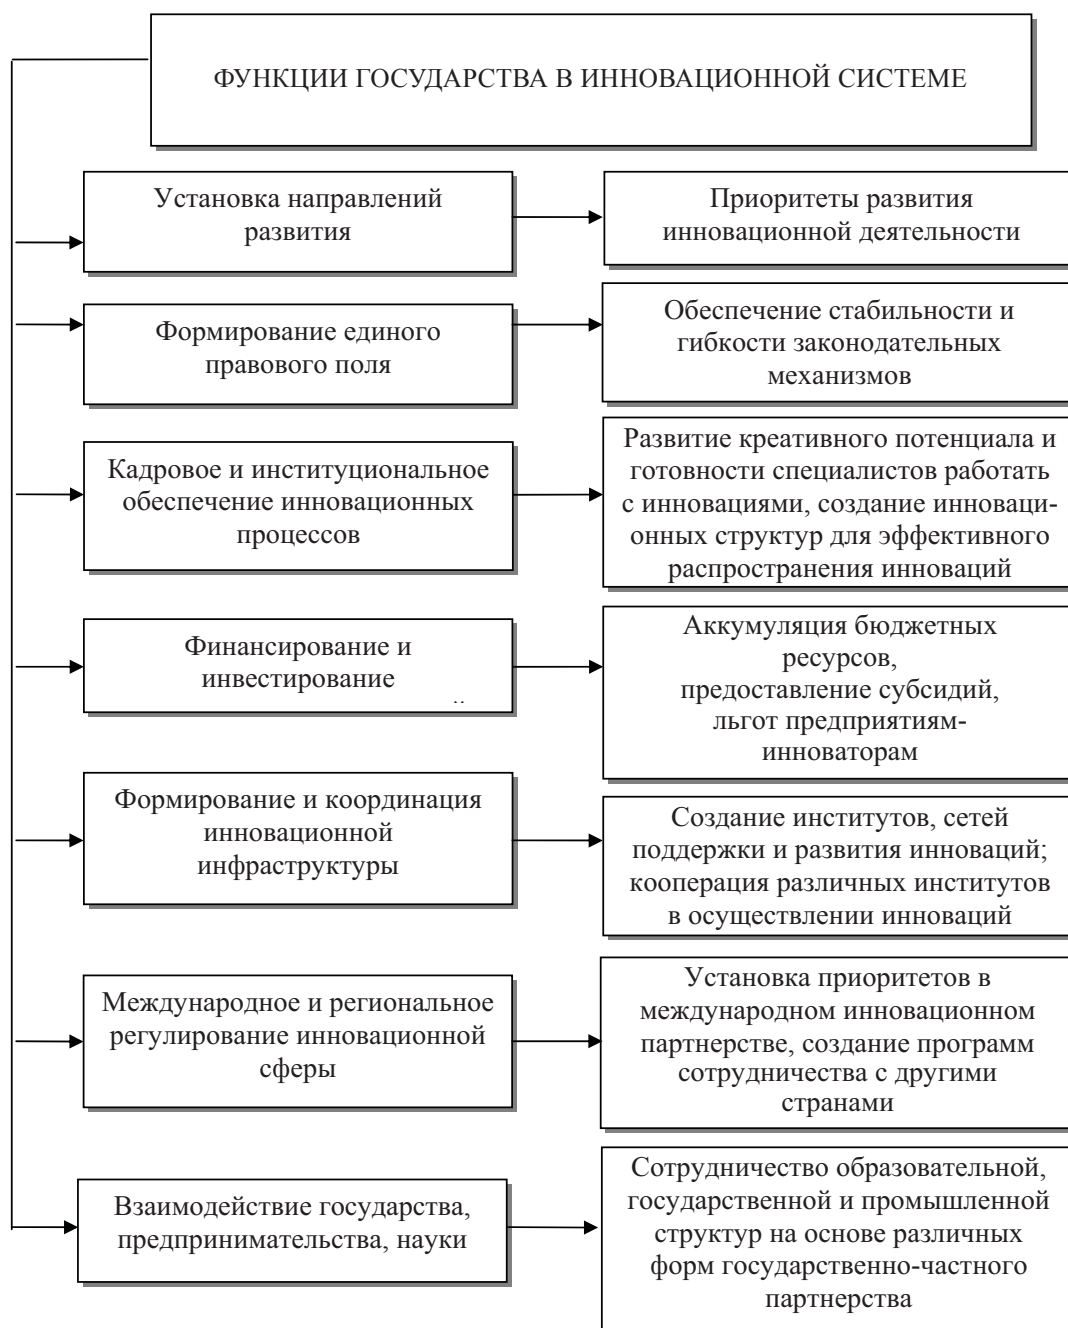 ФУНКЦИИ ГОСУДАРСТВА В ИННОВАЦИОННОЙ СИСТЕМЕ
Установка направлений
развития
Приоритеты развития
инновационной деятельности
Формирование единого
правового поля
Обеспечение стабильности и
гибкости законодательных
механизмов
Кадровое и институциональное
обеспечение инновационных
процессов
Развитие креативного потенциала и
готовности специалистов работать
с инновациями, создание инноваци-
онных структур для эффективного
распространения инноваций
Финансирование и
инвестирование
Аккумуляция бюджетных
ресурсов,
предоставление субсидий,
льгот предприятиям-
инноваторам
Формирование и координация
инновационной
инфраструктуры
Создание институтов, сетей
поддержки и развития инноваций;
кооперация различных институтов
в осуществлении инноваций
Международное и региональное
регулирование инновационной
сферы
Установка приоритетов в
международном инновационном
партнерстве, создание программ
сотрудничества с другими
странами
Взаимодействие государства,
предпринимательства, науки
Сотрудничество образовательной,
государственной и промышленной
структур на основе различных
форм государственно-частного
партнерства